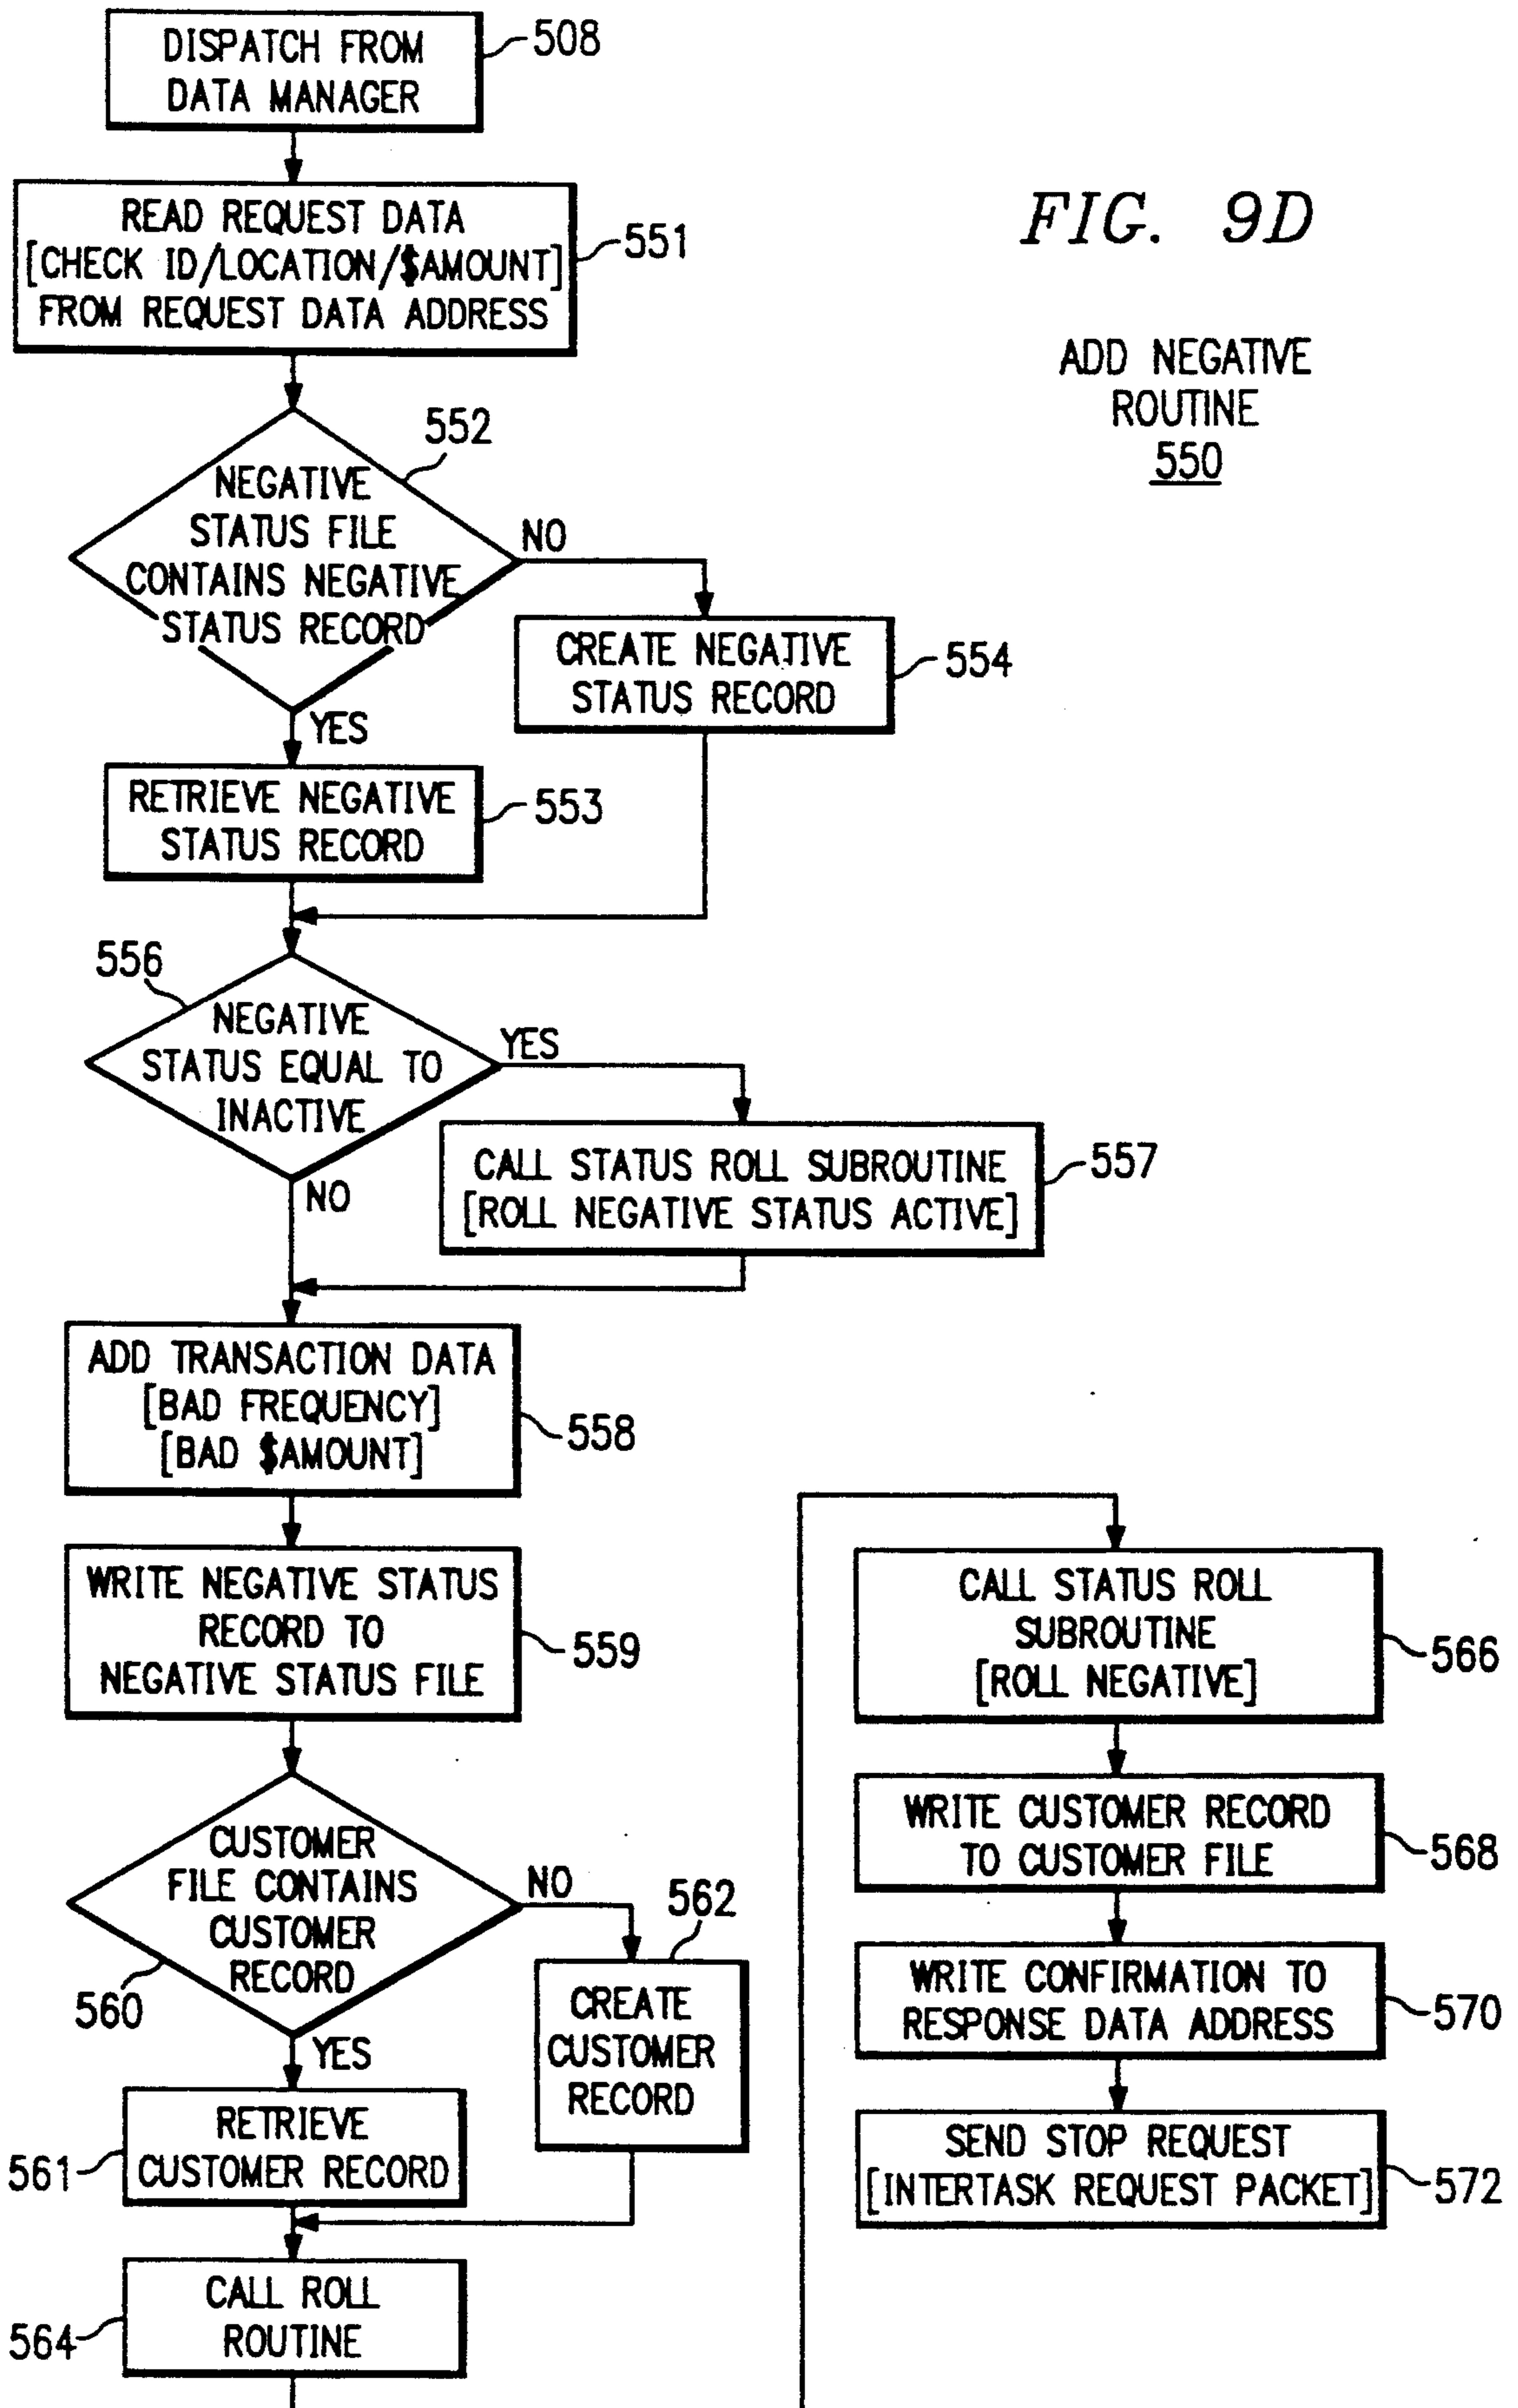 DISPATCH FROM
DATA MANAGER
508
READ REQUEST DATA
[CHECK ID/LOCATION/$AMOUNT]
FROM REQUEST DATA ADDRESS
551
FIG. 9D
ADD NEGATIVE
ROUTINE
550
552
NEGATIVE
STATUS FILE
CONTAINS NEGATIVE
STATUS RECORD
NO
YES
CREATE NEGATIVE
STATUS RECORD
554
RETRIEVE NEGATIVE
STATUS RECORD
553
556
NEGATIVE
STATUS EQUAL TO
INACTIVE
YES
NO
CALL STATUS ROLL SUBROUTINE
[ROLL NEGATIVE STATUS ACTIVE]
557
ADD TRANSACTION DATA
[BAD FREQUENCY]
[BAD $AMOUNT]
558
WRITE NEGATIVE STATUS
RECORD TO
NEGATIVE STATUS FILE
559
CUSTOMER
FILE CONTAINS
CUSTOMER
RECORD
560
NO
YES
562
CREATE
CUSTOMER
RECORD
RETRIEVE
CUSTOMER RECORD
561
CALL ROLL
ROUTINE
564
CALL STATUS ROLL
SUBROUTINE
[ROLL NEGATIVE]
566
WRITE CUSTOMER RECORD
TO CUSTOMER FILE
568
WRITE CONFIRMATION TO
RESPONSE DATA ADDRESS
570
SEND STOP REQUEST
[INTERTASK REQUEST PACKET]
572